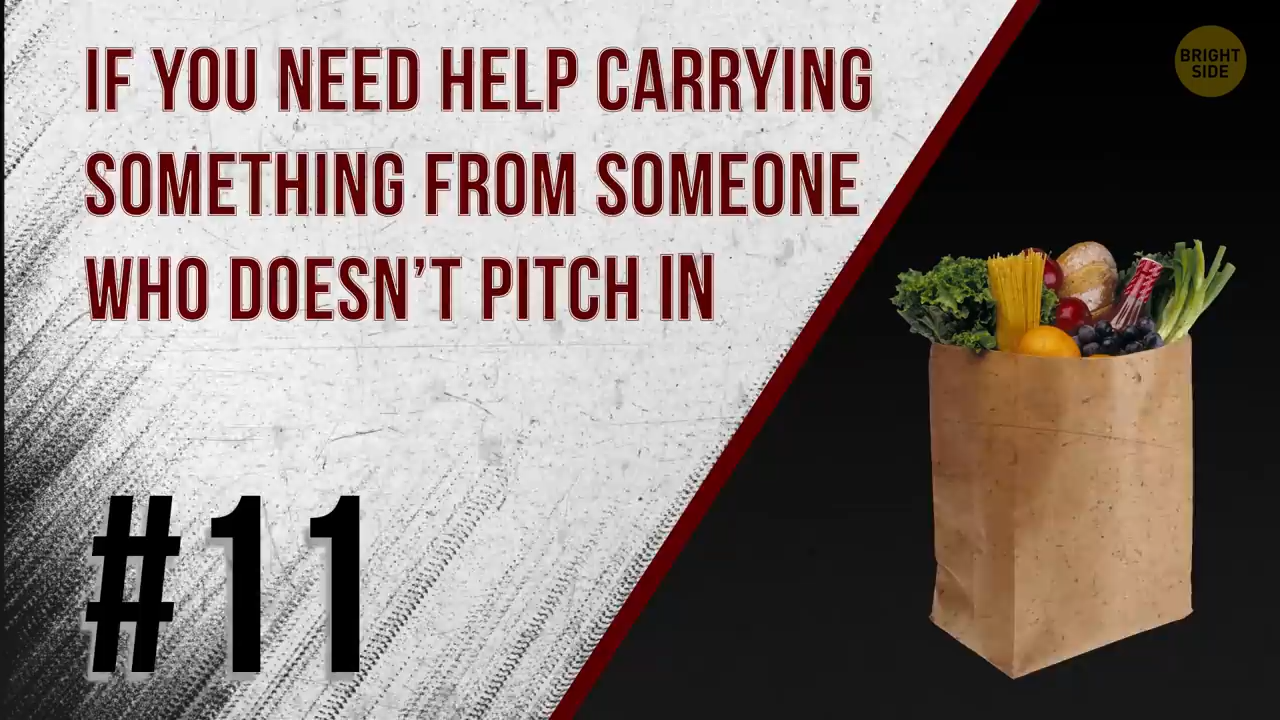 IF YOU NEED HELP CARRYING
SOMETHING FROM SOMEONE
WHO DOESN'T PITCH IN
#11
BRIGHT
SIDE